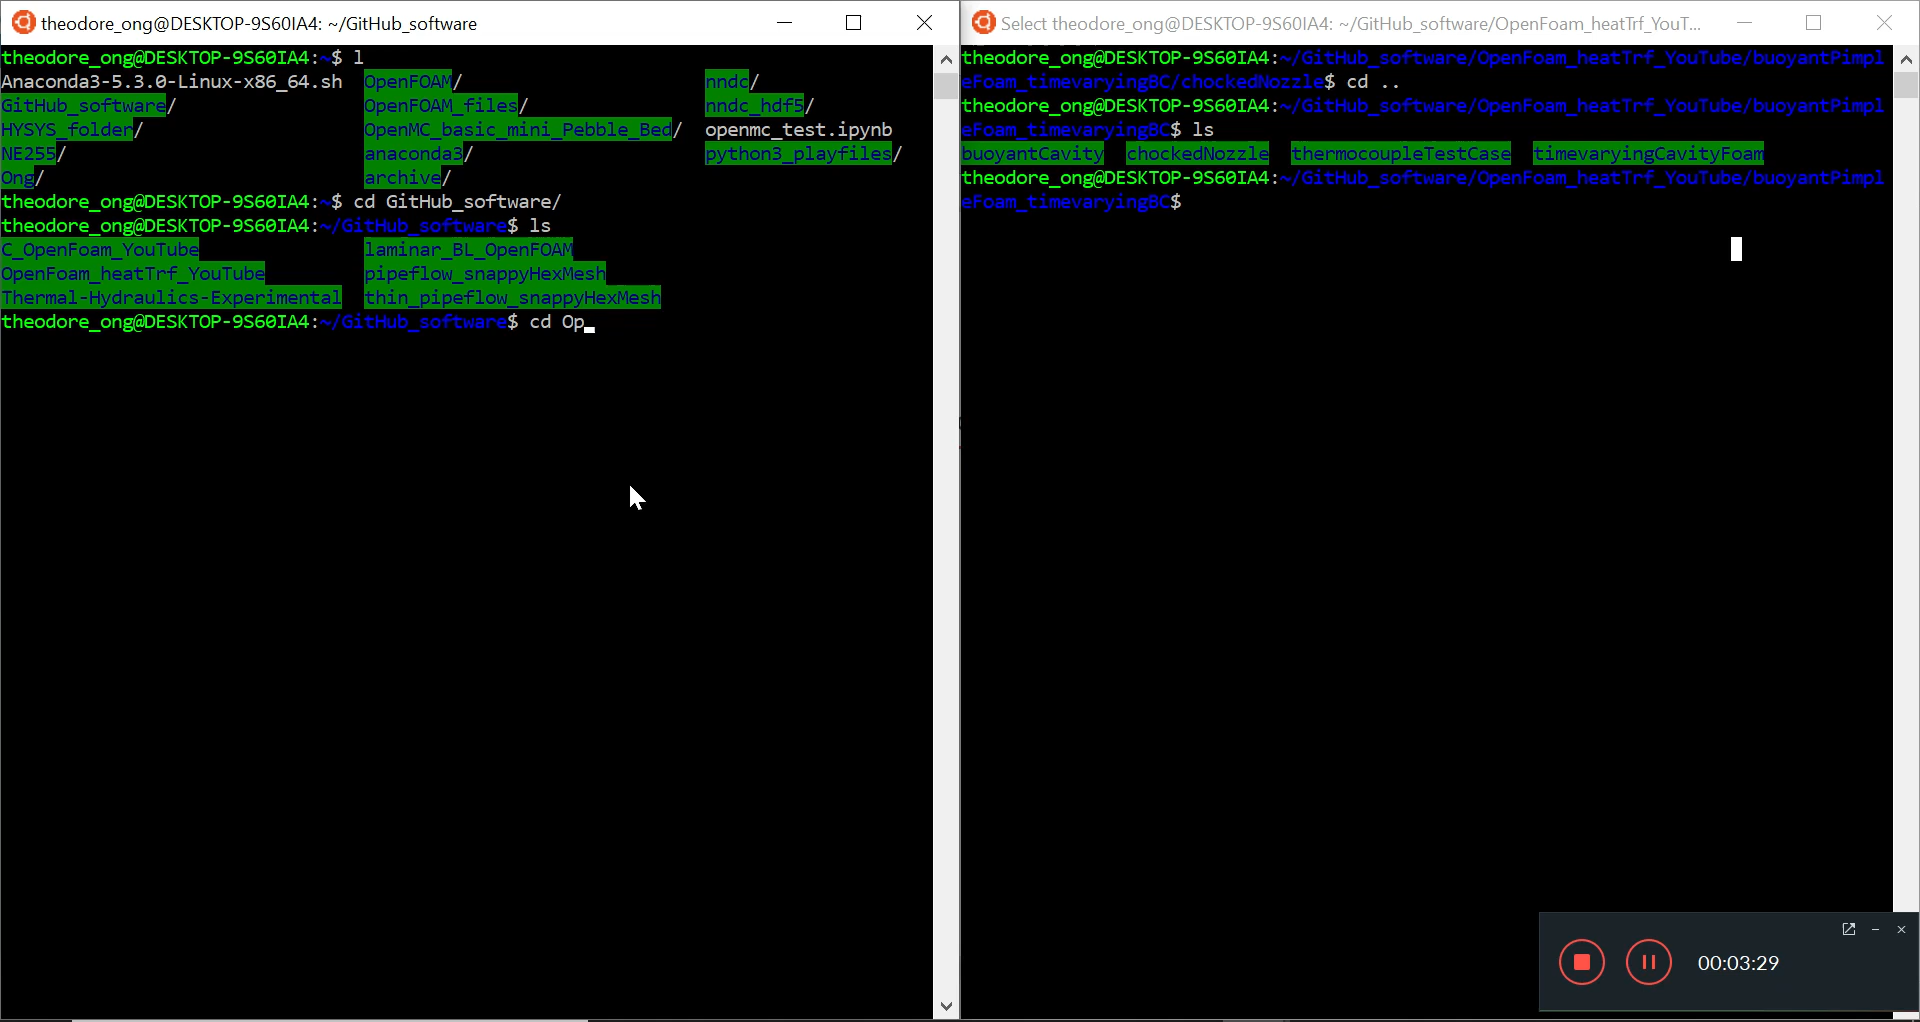 theodore_ong@DESKTOP-9S60IA4: ~/GitHub_software
theodore_ong@DESKTOP-9S60IA4:~$ l
Anaconda3-5.3.0-Linux-x86_64.sh  OpenFOAM/  nndc/
GitHub_software/  OpenFOAM_files/  nndc_hdf5/
HYSYS_folder/  OpenMC_basic_mini_Pebble_Bed/  openmc_test.ipynb
NE255/  anaconda3/  python3_playfiles/
Ong/  archive/
theodore_ong@DESKTOP-9S60IA4:~$ cd GitHub_software/
theodore_ong@DESKTOP-9S60IA4:~/GitHub_software$ ls
C_OpenFoam_YouTube  laminar_BL_OpenFOAM
OpenFoam_heatTrf_YouTube  pipeflow_snappyHexMesh
Thermal-Hydraulics-Experimental  thin_pipeflow_snappyHexMesh
theodore_ong@DESKTOP-9S60IA4:~/GitHub_software$ cd Op_
Select theodore_ong@DESKTOP-9S60IA4: ~/GitHub_software/OpenFoam_heatTrf_YouT...
theodore_ong@DESKTOP-9S60IA4:~/GitHub_software/OpenFoam_heatTrf_YouTube/buoyantPimpl
eFoam_timevaryingBC/chockedNozzle$ cd ..
theodore_ong@DESKTOP-9S60IA4:~/GitHub_software/OpenFoam_heatTrf_YouTube/buoyantPimpl
eFoam_timevaryingBC$ ls
buoyantCavity  chockedNozzle  thermocoupleTestCase  timevaryingCavityFoam
theodore_ong@DESKTOP-9S60IA4:~/GitHub_software/OpenFoam_heatTrf_YouTube/buoyantPimpl
eFoam_timevaryingBC$
00:03:29